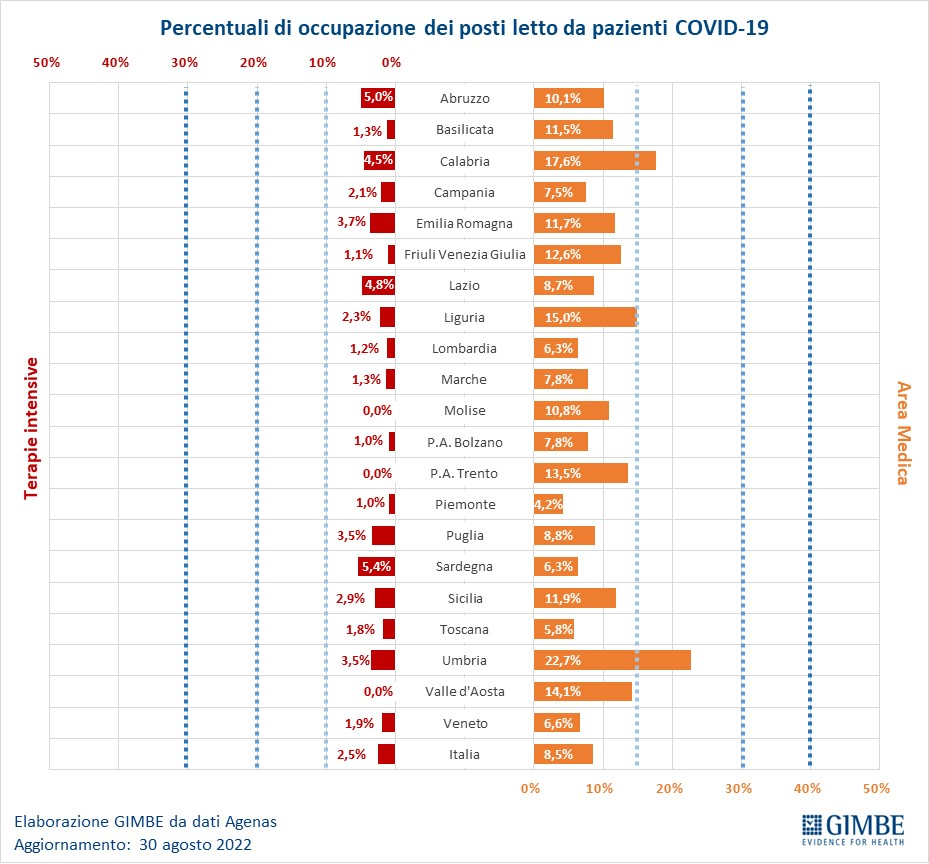 Percentuali di occupazione dei posti letto da pazienti COVID-19
50% 40% 30% 20% 10% 0%
5,0% Abruzzo 10,1%
1,3% Basilicata 11,5%
4,5% Calabria 17,6%
2,1% Campania 7,5%
3,7% Emilia Romagna 11,7%
1,1% Friuli Venezia Giulia 12,6%
4,8% Lazio 8,7%
2,3% Liguria 15,0%
1,2% Lombardia 6,3%
1,3% Marche 7,8%
0,0% Molise 10,8%
1,0% P.A. Bolzano 7,8%
0,0% P.A. Trento 13,5%
1,0% Piemonte 4,2%
3,5% Puglia 8,8%
5,4% Sardegna 6,3%
2,9% Sicilia 11,9%
1,8% Toscana 5,8%
3,5% Umbria 22,7%
0,0% Valle d'Aosta 14,1%
1,9% Veneto 6,6%
2,5% Italia 8,5%
Terapie intensive
Area Medica
0% 10% 20% 30% 40% 50%
Elaborazione GIMBE da dati Agenas
Aggiornamento: 30 agosto 2022
GIMBE
EVIDENCE FOR HEALTH